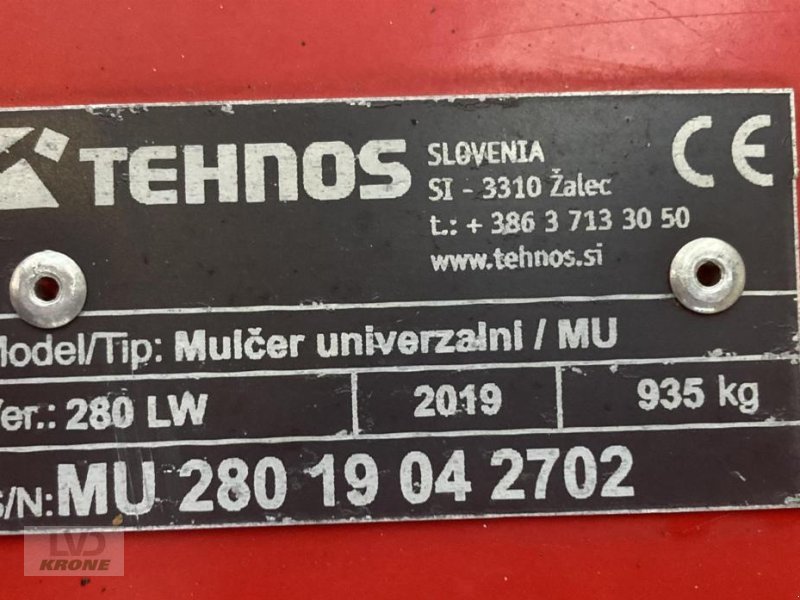 TEHNOS
SLOVENIA
SI - 3310 Žalec
t.: + 386 3 713 30 50
www.tehnos.si
CE
Model/Tip: Mulčer univerzalni / MU
Ver.: 280 LW 2019 935 kg
S/N: MU 280 19 04 2702
LVD
KRONE